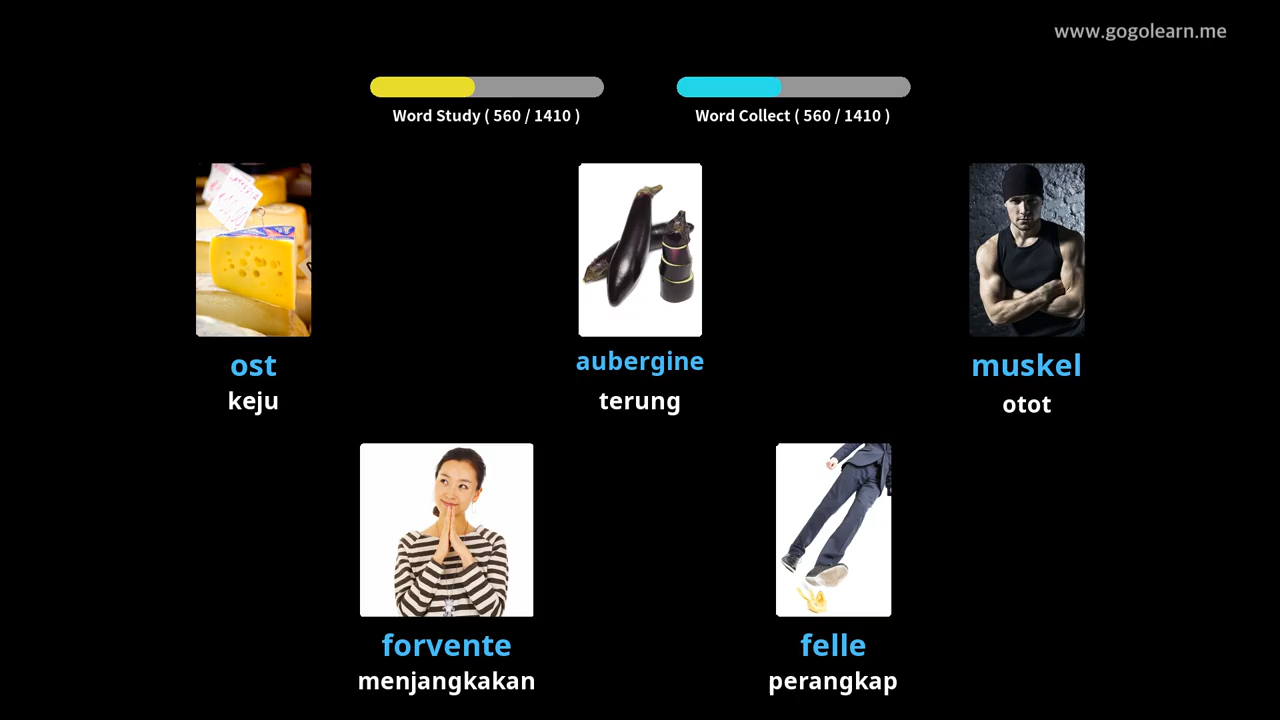 www.gogolearn.me
Word Study ( 560 / 1410 )
Word Collect ( 560 / 1410 )
ost
keju
aubergine
terung
muskel
otot
forvente
menjangkakan
felle
perangkap